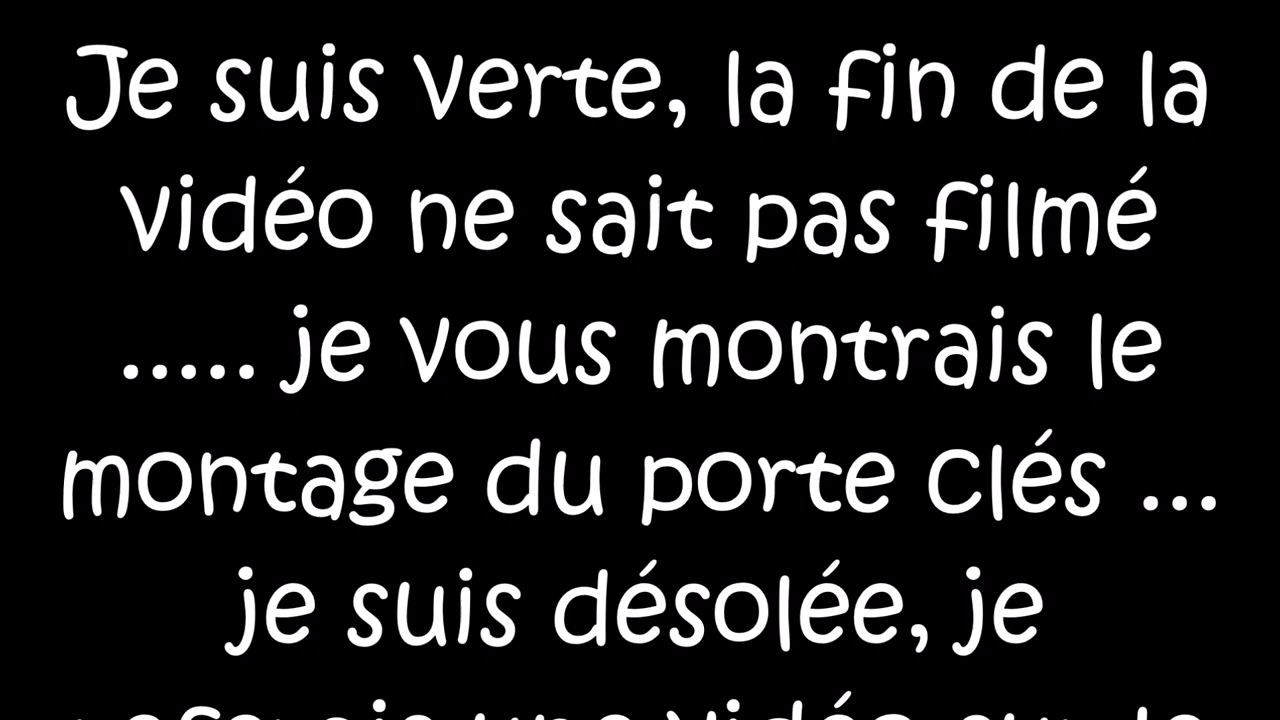 Je suis verte, la fin de la
vidéo ne sait pas filmé
..... je vous montrais le
montage du porte clés ...
je suis désolée, je